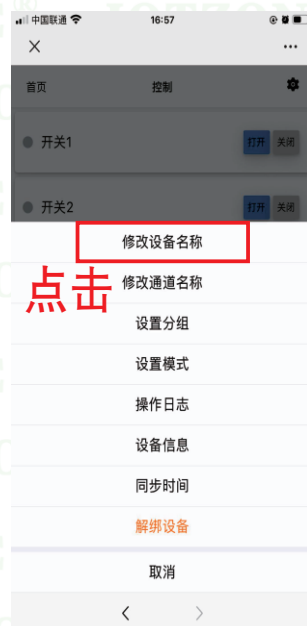 中国联通 16:57
首页 控制
开关1 打开 关闭
开关2 打开 关闭
修改设备名称
点击
修改通道名称
设置分组
设置模式
操作日志
设备信息
同步时间
解绑设备
取消